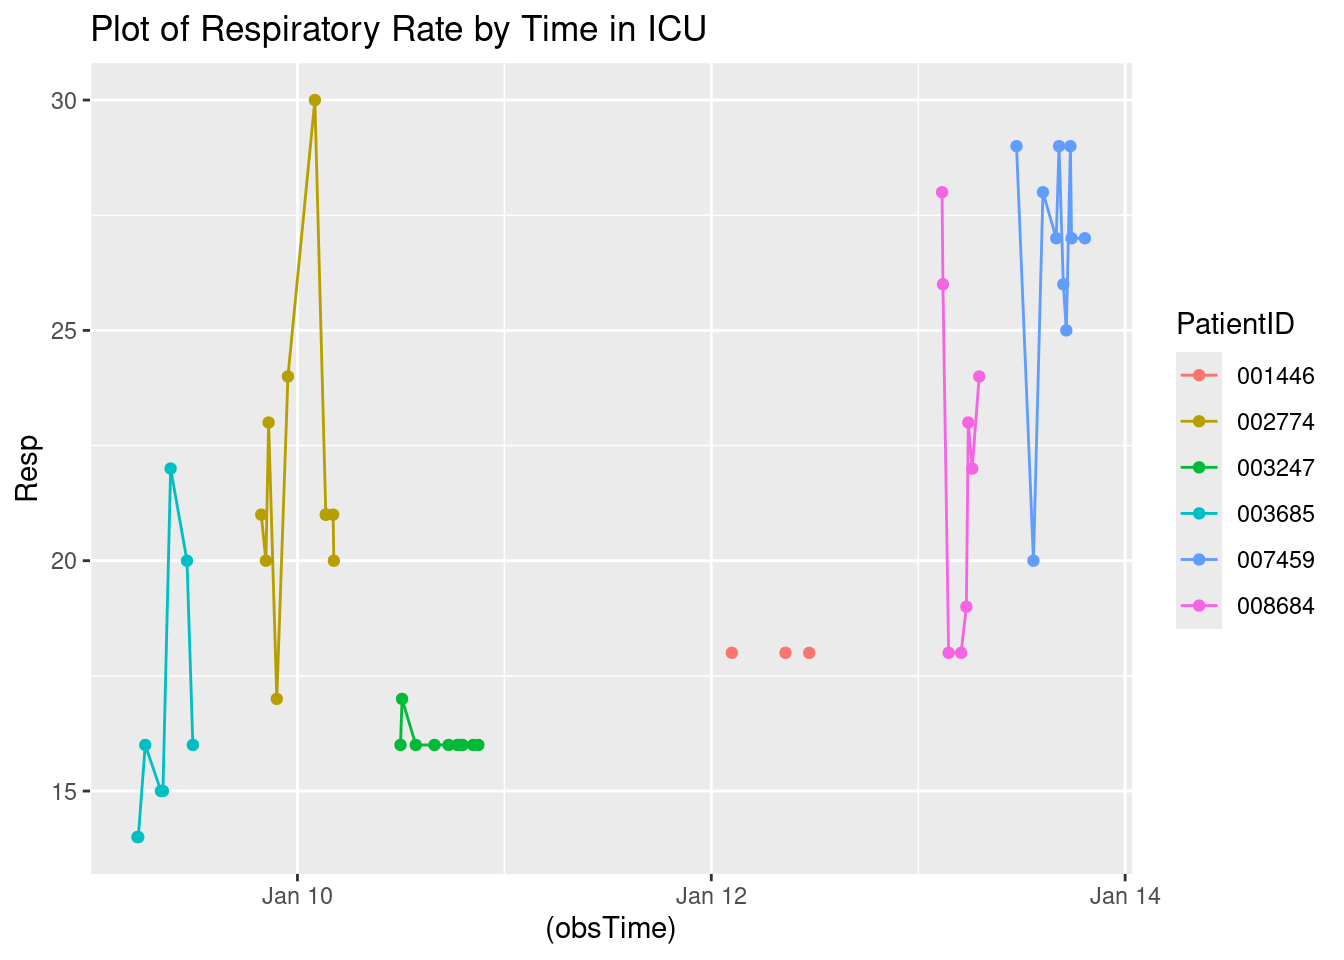 Plot of Respiratory Rate by Time in ICU
30
25
20
15
Resp
Jan 10
Jan 12
Jan 14
(obsTime)
PatientID
001446
002774
003247
003685
007459
008684